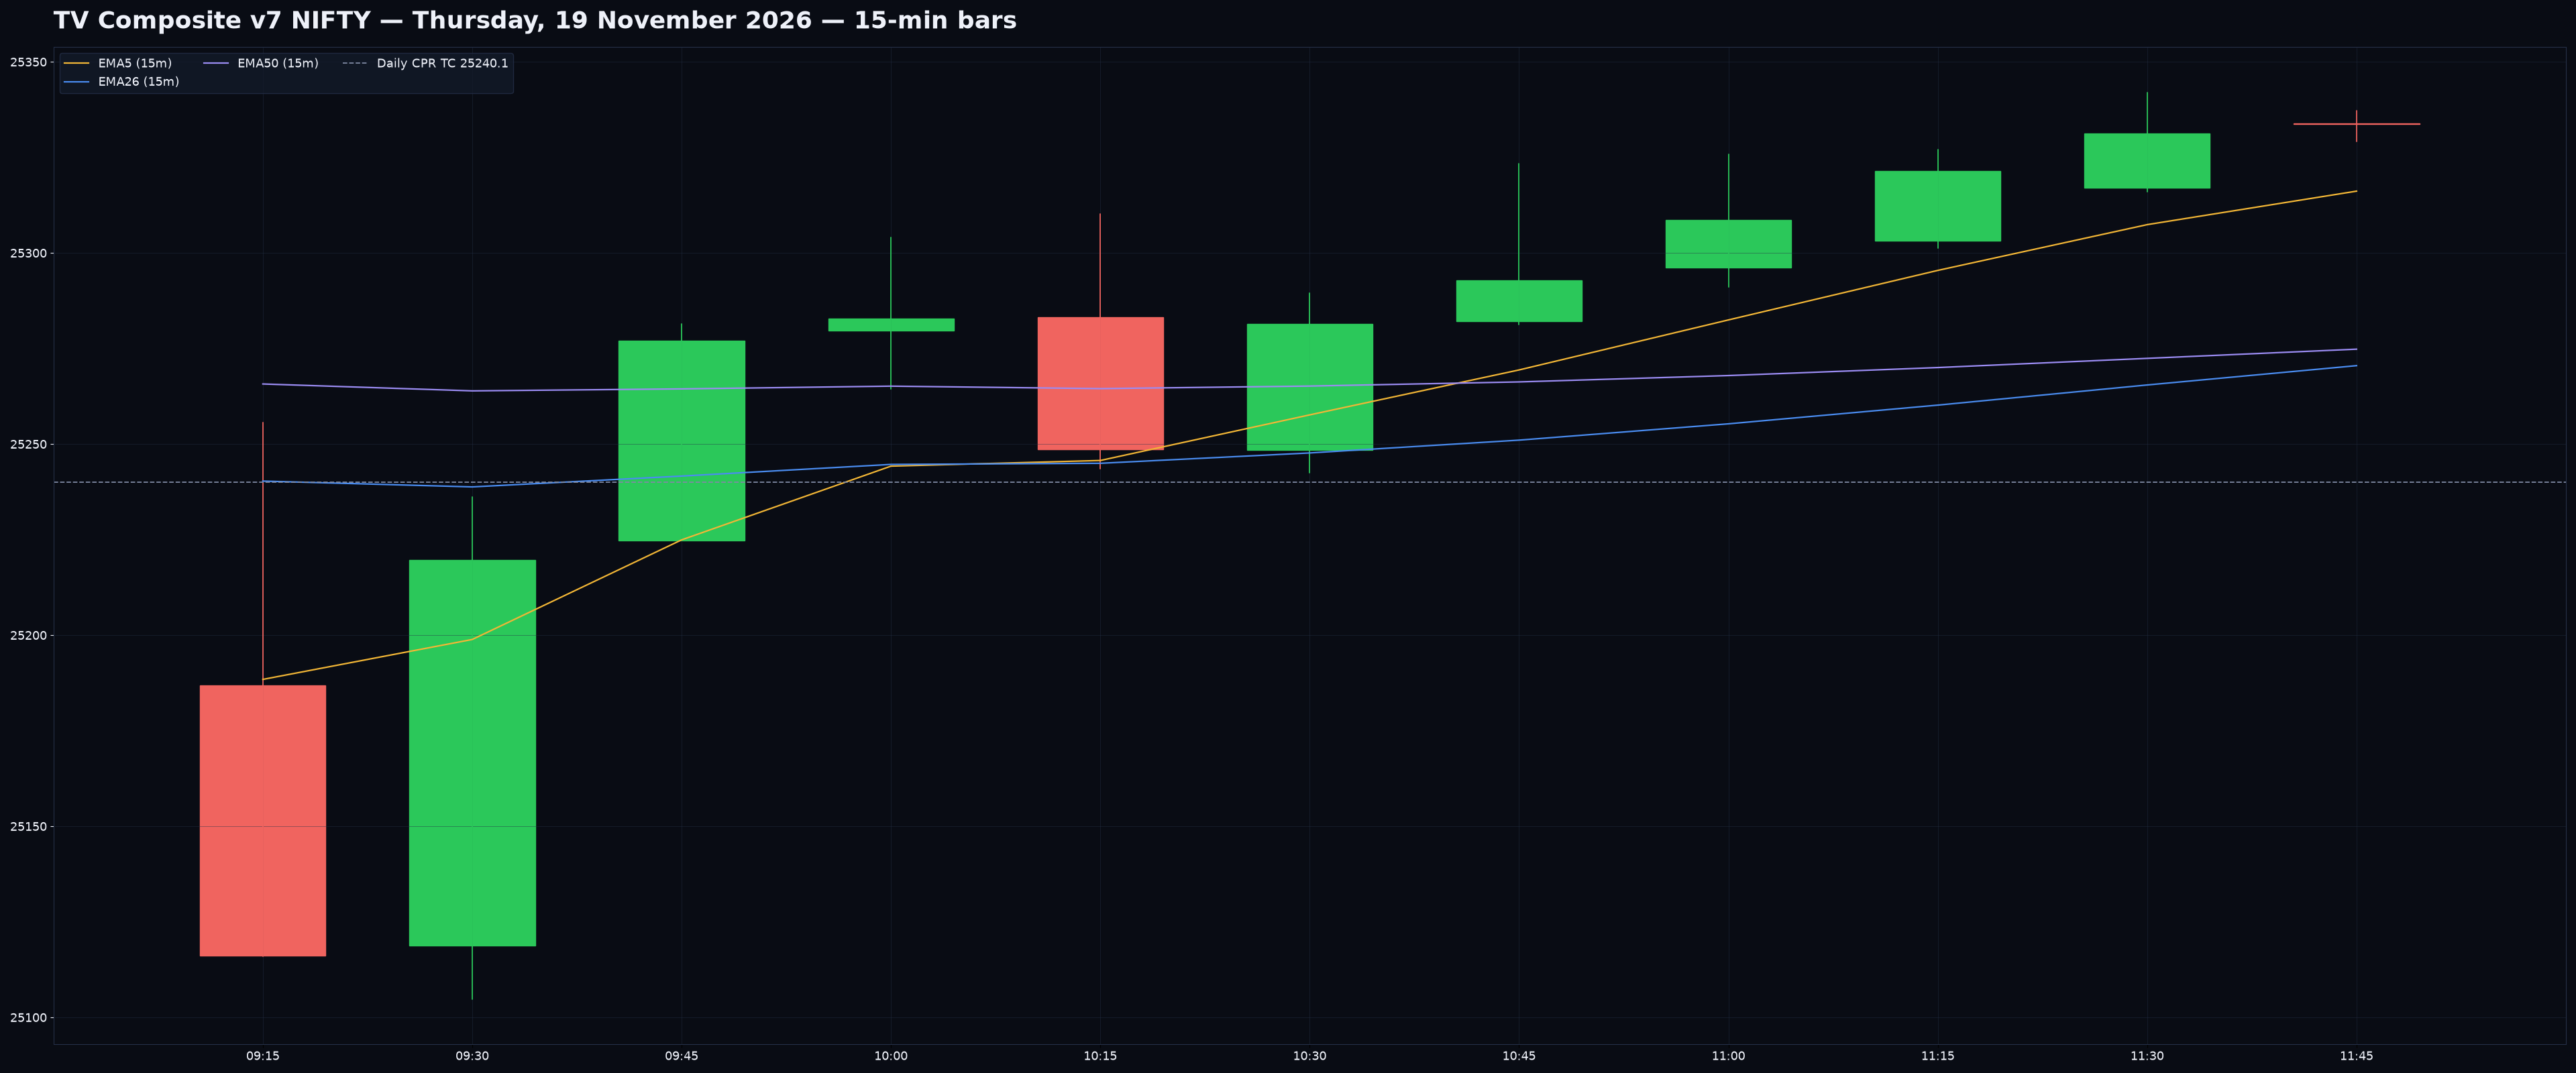 TV Composite v7 NIFTY — Thursday, 19 November 2026 — 15-min bars
EMA5 (15m) EMA50 (15m) Daily CPR TC 25240.1
EMA26 (15m)
25350
25300
25250
25200
25150
25100
09:15 09:30 09:45 10:00 10:15 10:30 10:45 11:00 11:15 11:30 11:45